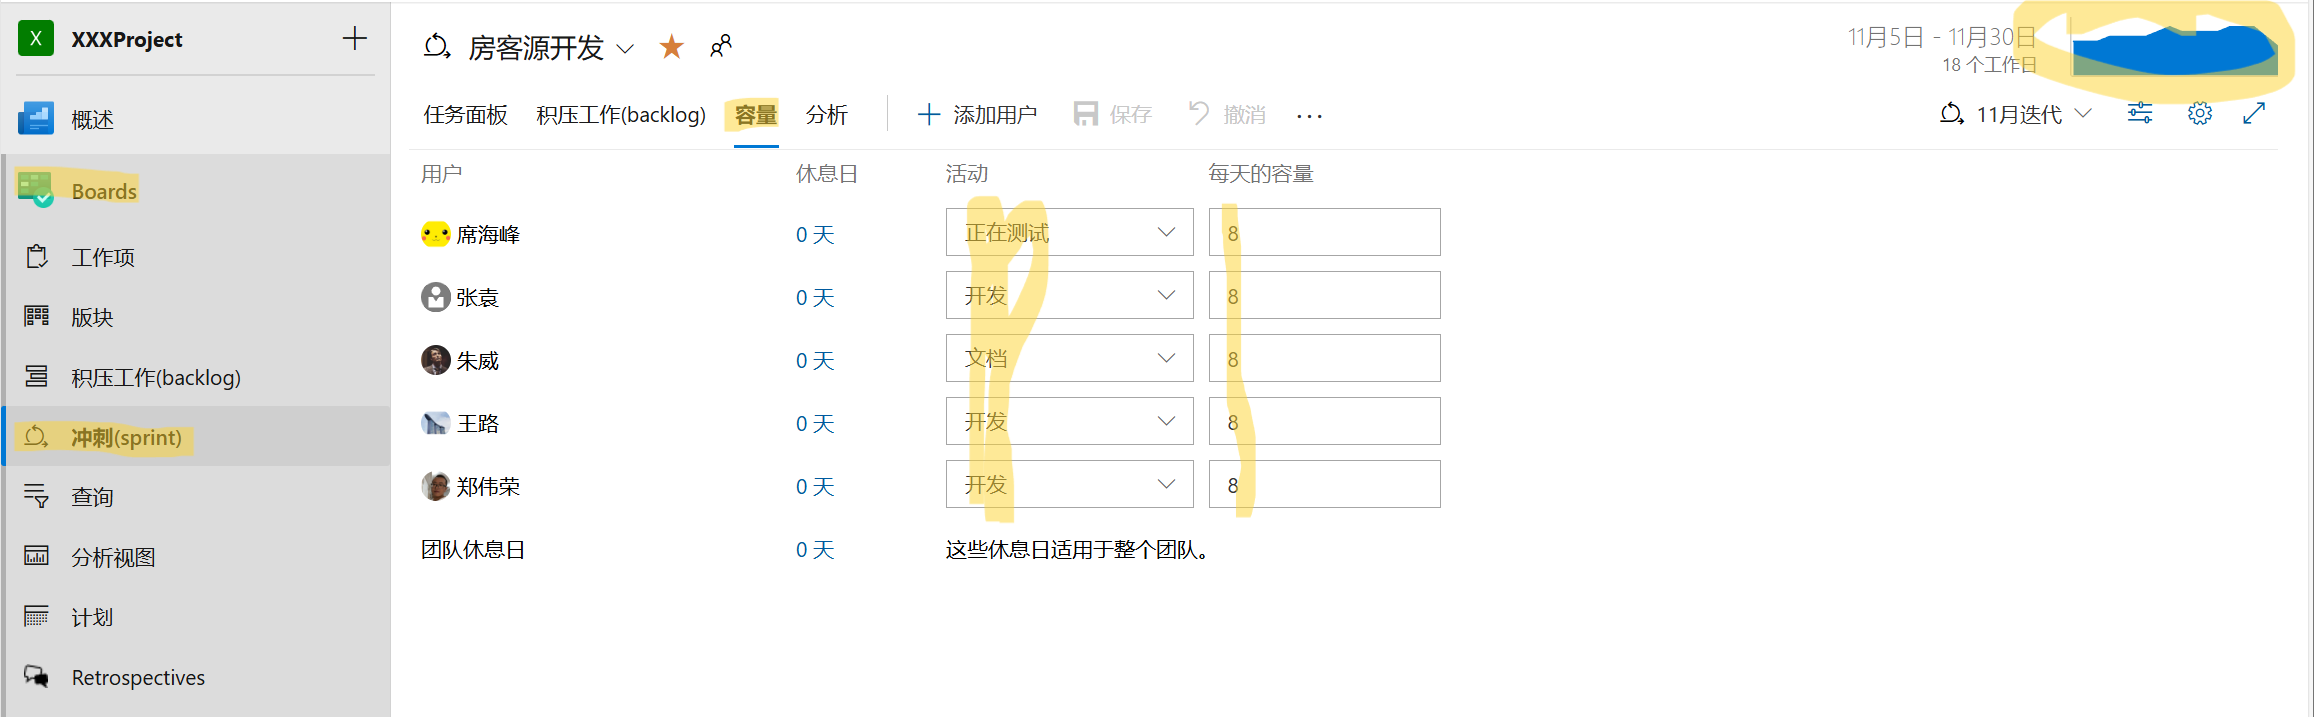 X XXXProject
概述
Boards
工作项
版块
积压工作(backlog)
冲刺(sprint)
查询
分析视图
计划
Retrospectives
房客源开发
11月5日 - 11月30日
18 个工作日
任务面板 积压工作(backlog) 容量 分析 添加用户 保存 撤消 ...
11月迭代
用户 休息日 活动 每天的容量
席海峰 0 天 正在测试 8
张袁 0 天 开发 8
朱威 0 天 文档 8
王路 0 天 开发 8
郑伟荣 0 天 开发 8
团队休息日 0 天 这些休息日适用于整个团队。